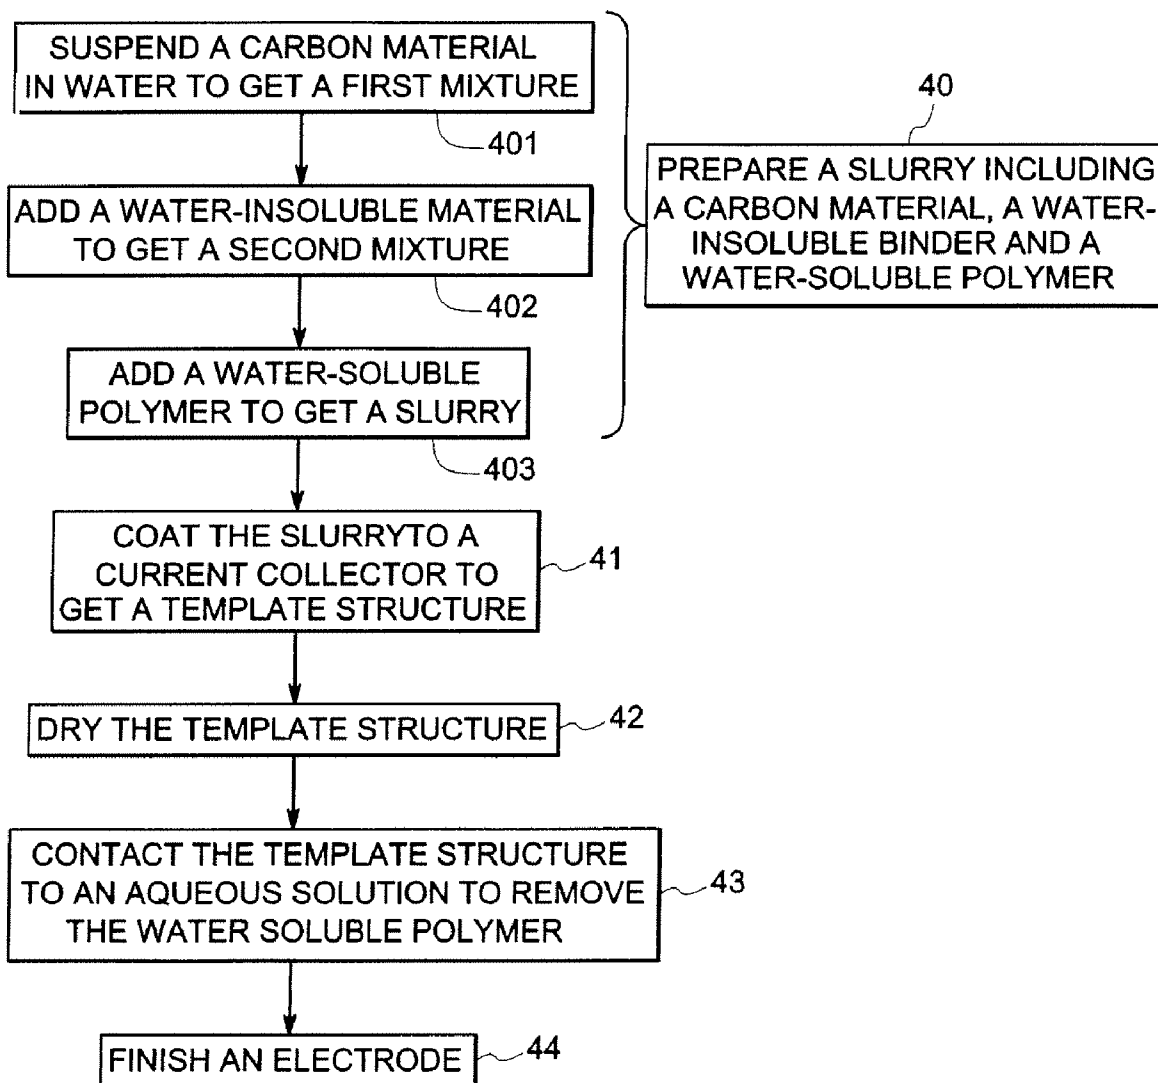 SUSPEND A CARBON MATERIAL
IN WATER TO GET A FIRST MIXTURE
401
ADD A WATER-INSOLUBLE MATERIAL
TO GET A SECOND MIXTURE
402
ADD A WATER-SOLUBLE
POLYMER TO GET A SLURRY
403
40
PREPARE A SLURRY INCLUDING
A CARBON MATERIAL, A WATER-
INSOLUBLE BINDER AND A
WATER-SOLUBLE POLYMER
COAT THE SLURRYTO A
CURRENT COLLECTOR TO
GET A TEMPLATE STRUCTURE
41
DRY THE TEMPLATE STRUCTURE
42
CONTACT THE TEMPLATE STRUCTURE
TO AN AQUEOUS SOLUTION TO REMOVE
THE WATER SOLUBLE POLYMER
43
FINISH AN ELECTRODE
44